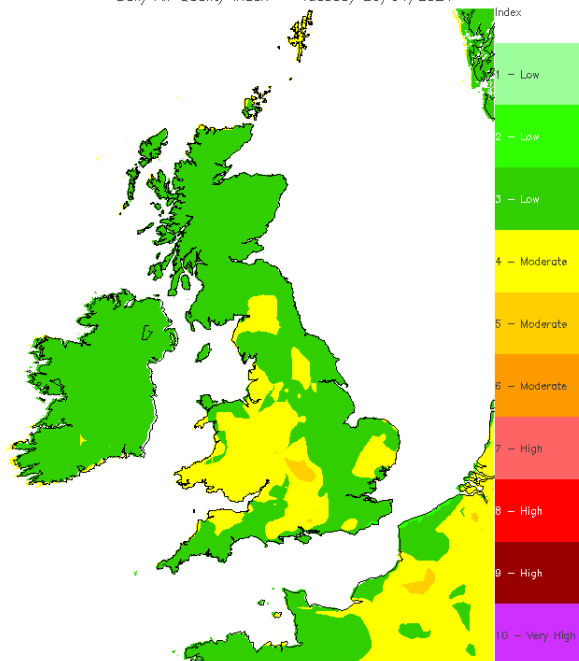 Index
1 - Low
2 - Low
3 - Low
4 - Moderate
5 - Moderate
6 - Moderate
7 - High
8 - High
9 - High
10 - Very High